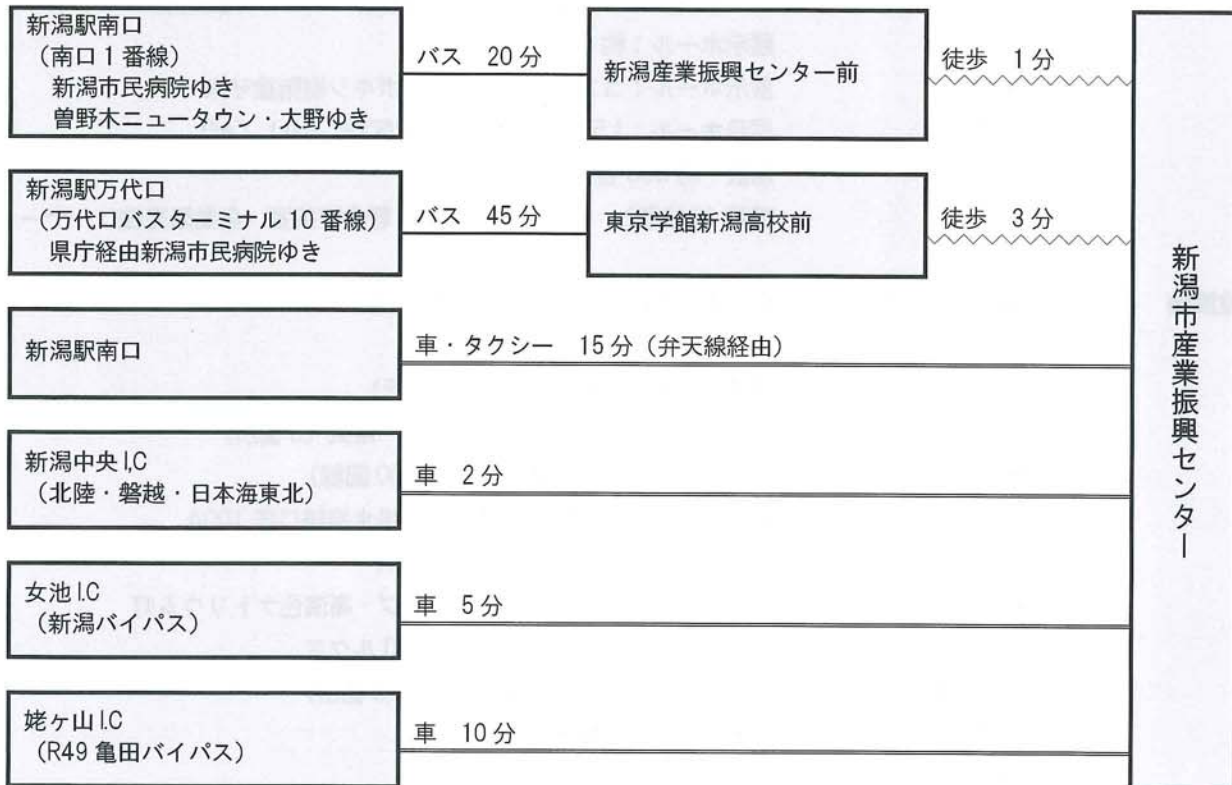 新潟駅南口
（南口1番線）
新潟市民病院ゆき
曽野木ニュータウン・大野ゆき
バス 20分
新潟産業振興センター前
徒歩 1分
新潟駅万代口
（万代口バスターミナル10番線）
県庁経由新潟市民病院ゆき
バス 45分
東京学館新潟高校前
徒歩 3分
新潟駅南口
車・タクシー 15分（弁天線経由）
新潟中央I,C
（北陸・磐越・日本海東北）
車 2分
女池I.C
（新潟バイパス）
車 5分
姥ヶ山I.C
（R49亀田バイパス）
車 10分
新潟市産業振興センター